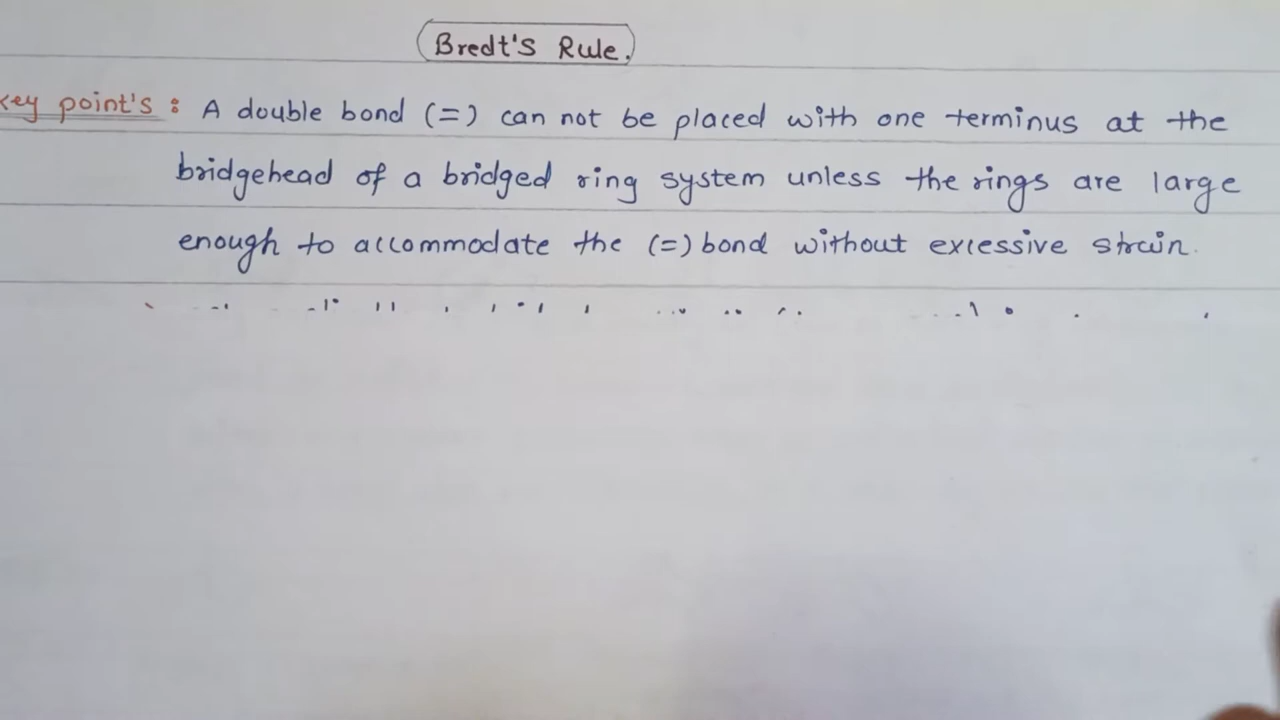 Bredt's Rule.
key point's : A double bond (=) can not be placed with one terminus at the
bridgehead of a bridged ring system unless the rings are large
enough to accommodate the (=) bond without excessive strain.